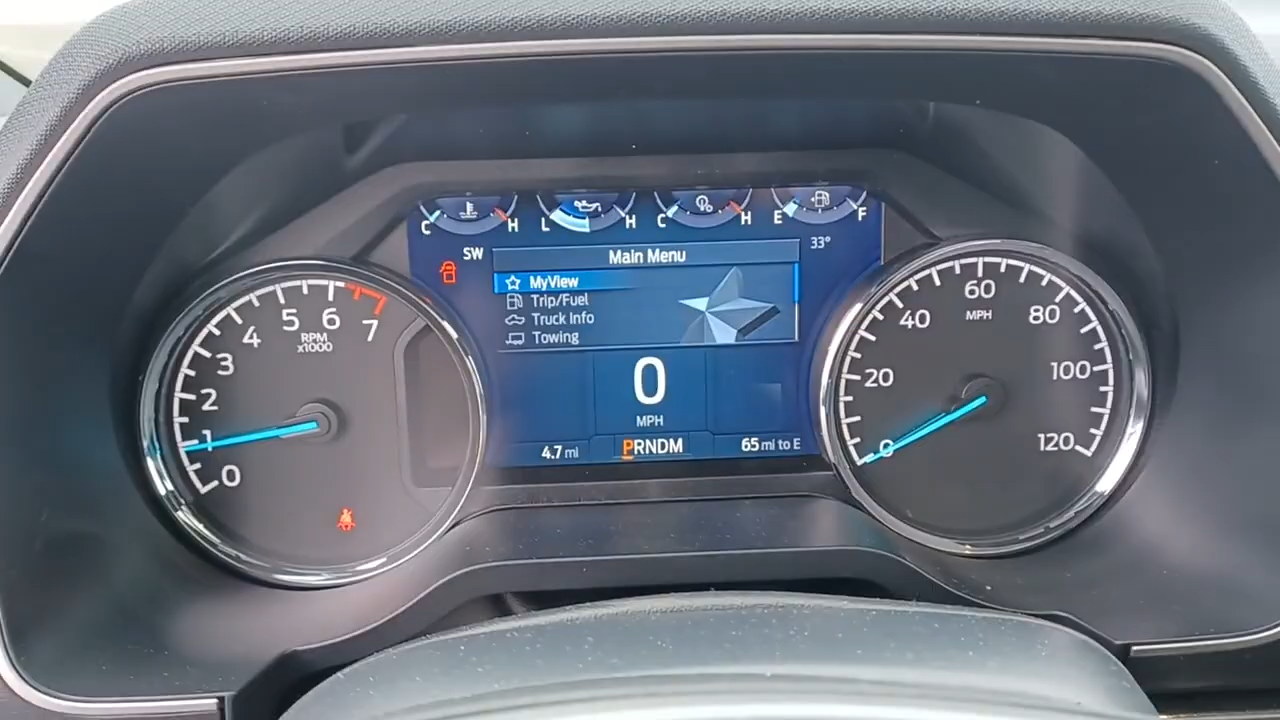 C H L H C H E F
SW
33°
Main Menu
MyView
Trip/Fuel
Truck Info
Towing
0
MPH
4.7 mi
PRNDM
65 mi to E
0 1 2 3 4 5 6 7
RPM
x1000
0 20 40 60 80 100 120
MPH